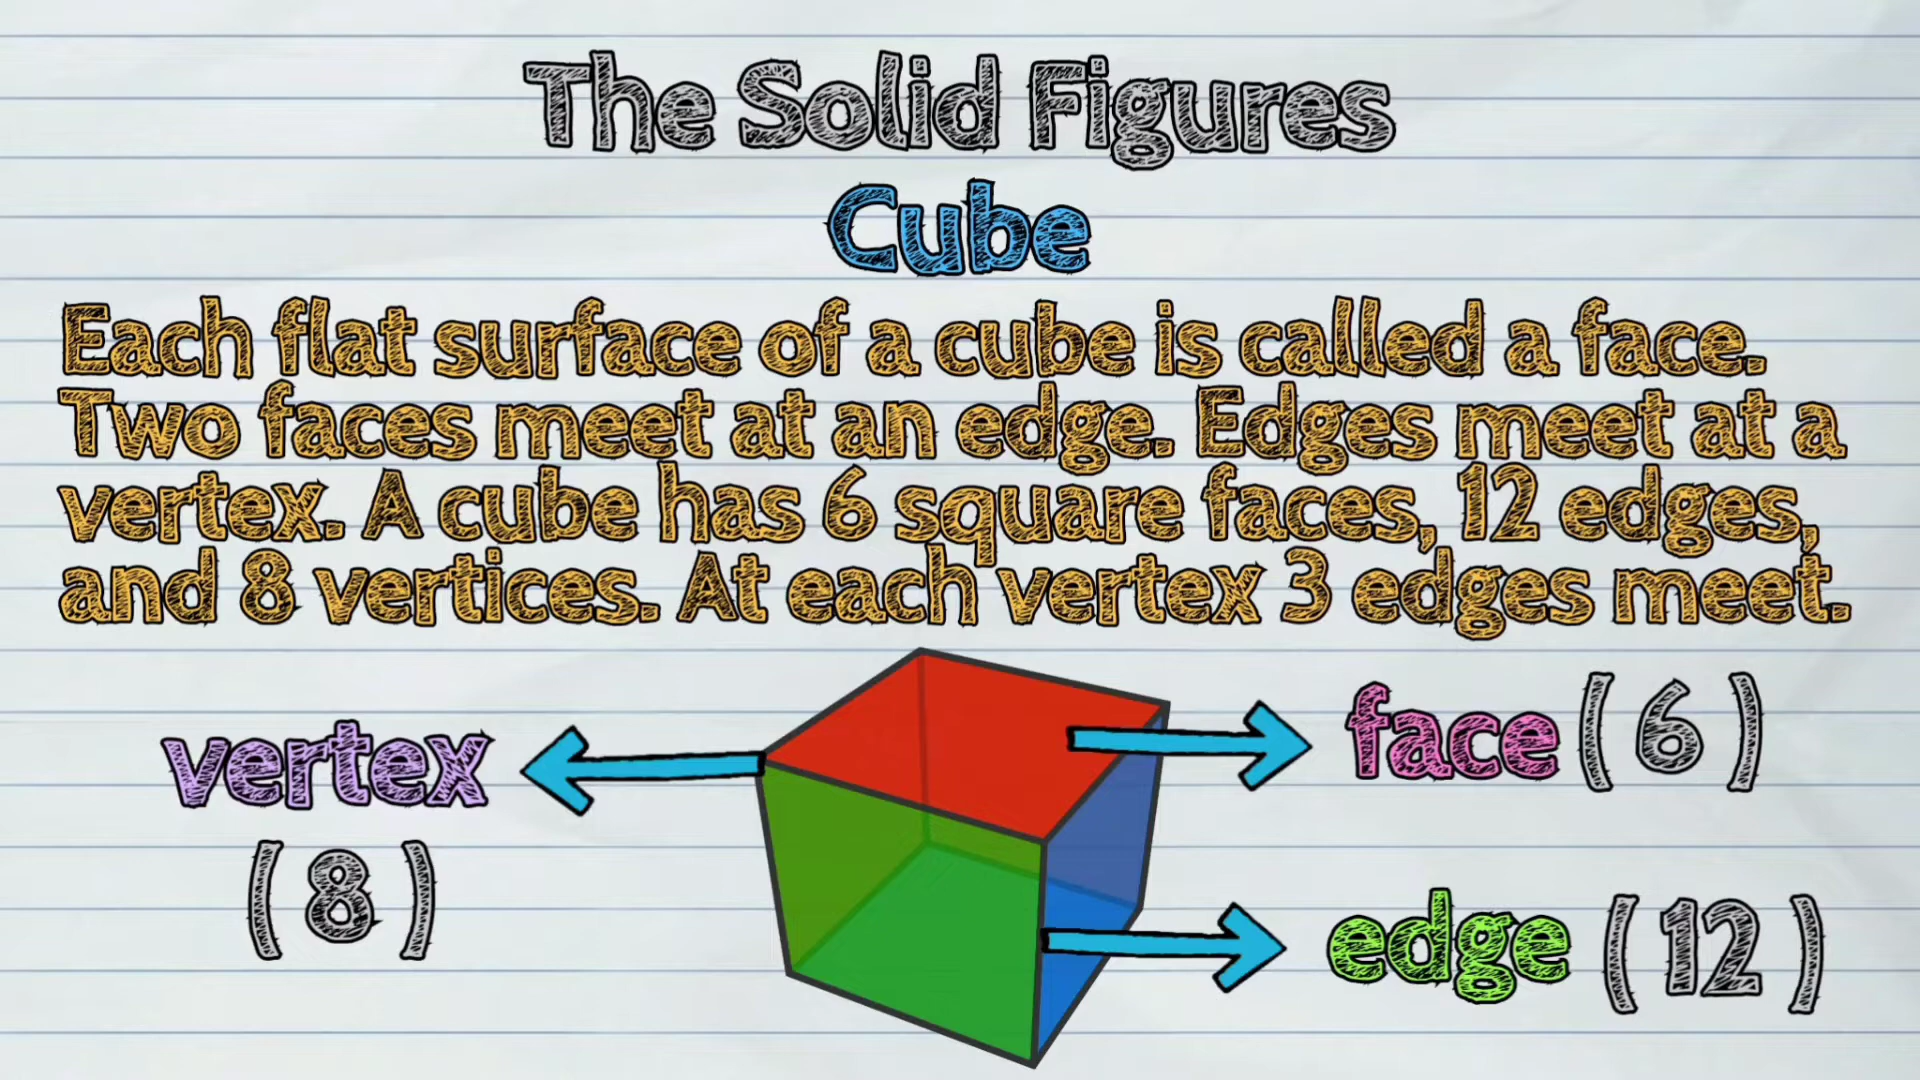 The Solid Figures
Cube
Each flat surface of a cube is called a face.
Two faces meet at an edge. Edges meet at a
vertex. A cube has 6 square faces, 12 edges,
and 8 vertices. At each vertex 3 edges meet.
vertex
( 8 )
face ( 6 )
edge ( 12 )